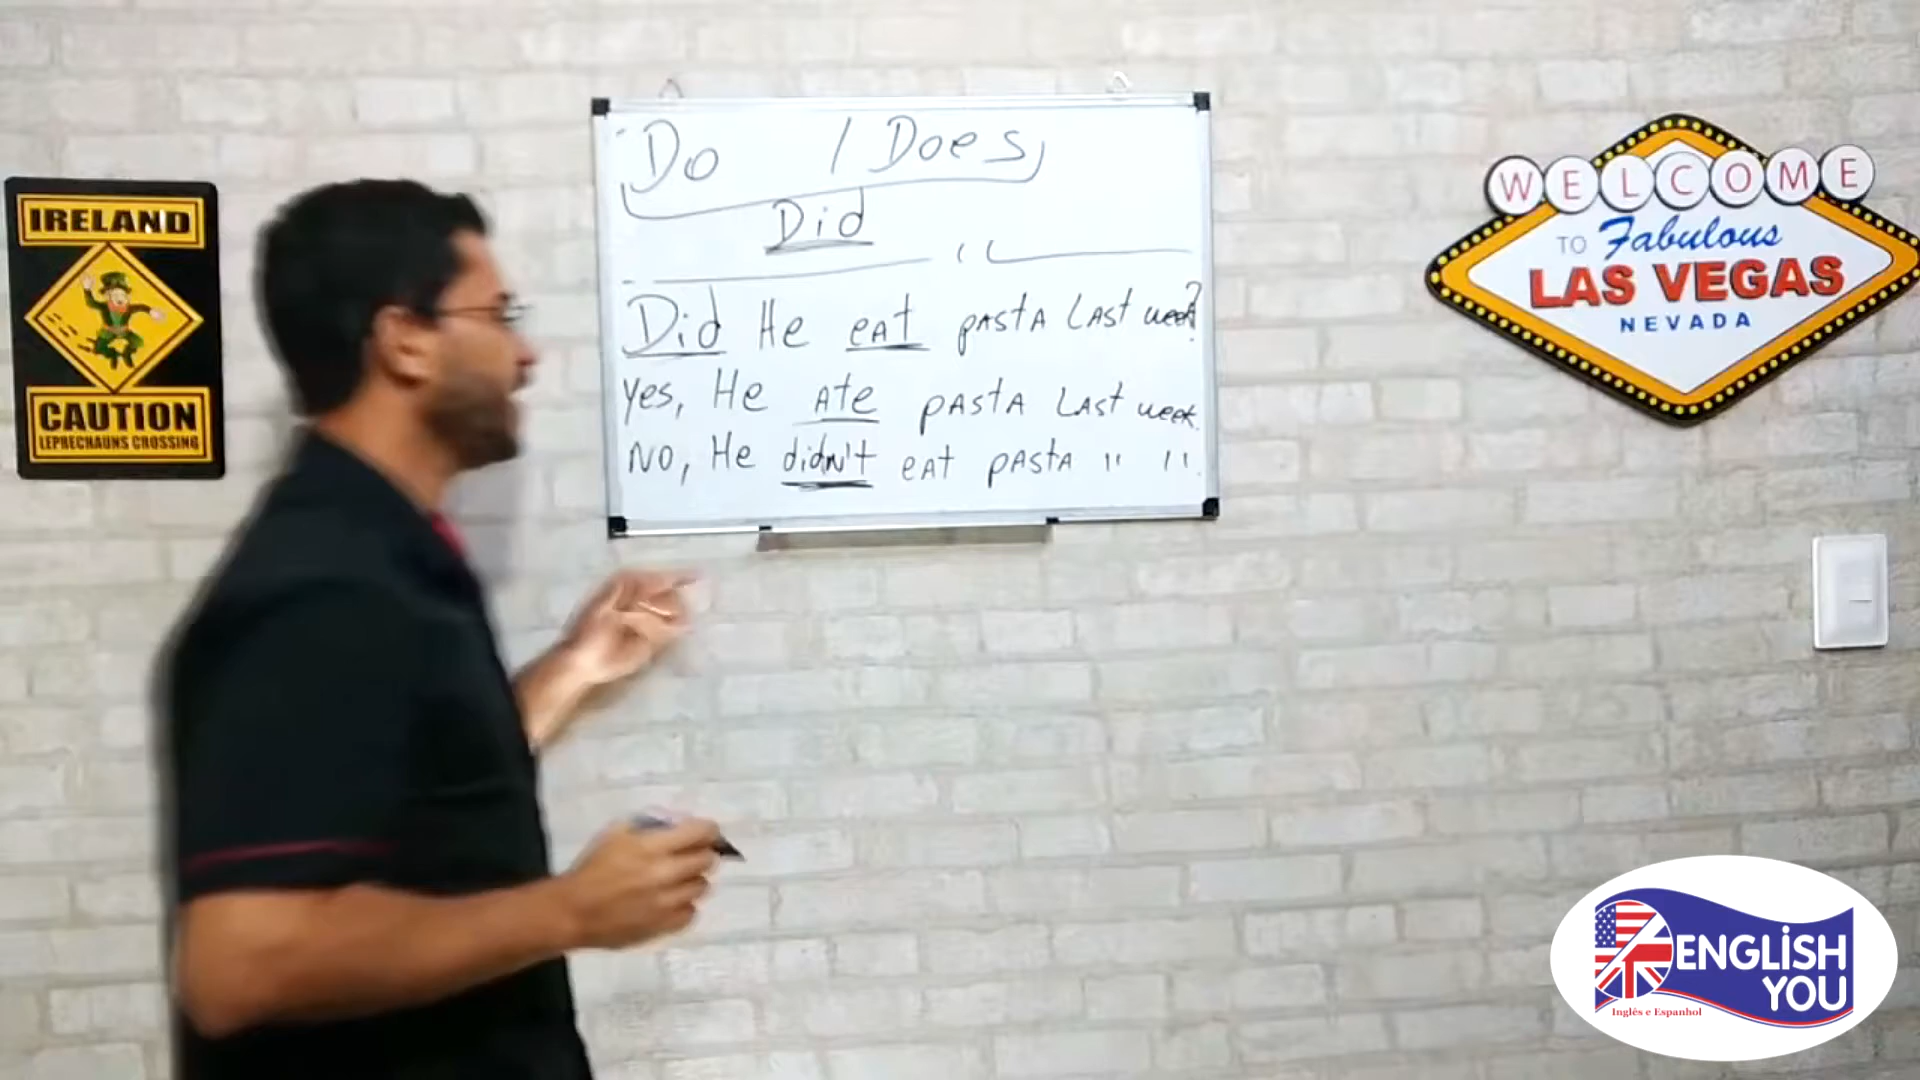 IRELAND
CAUTION
LEPRECHAUNS CROSSING
Do / Does
Did
Did He eat pasta Last week?
Yes, He Ate pasta Last week.
No, He didn't eat pasta " ".
WELCOME
TO Fabulous
LAS VEGAS
NEVADA
ENGLiSH
YOU
Inglês e Espanhol